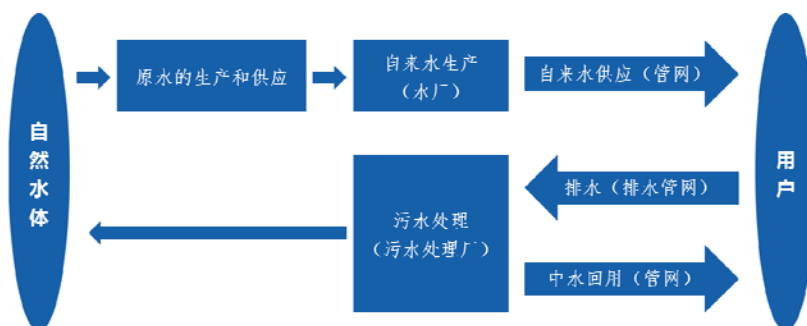 自然水体
原水的生产和供应
自来水生产
（水厂）
自来水供应（管网）
用户
排水（排水管网）
污水处理
（污水处理厂）
中水回用（管网）